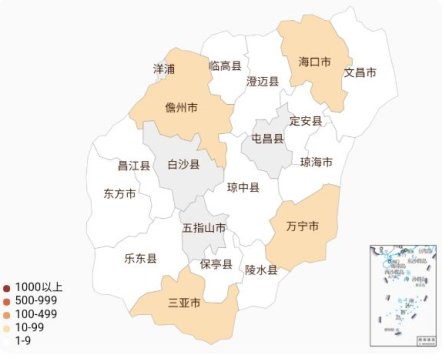 洋浦
临高县
海口市
澄迈县
文昌市
儋州市
定安县
屯昌县
白沙县
琼海市
昌江县
琼中县
东方市
五指山市
万宁市
乐东县
保亭县
陵水县
三亚市
1000以上
500-999
100-499
10-99
1-9